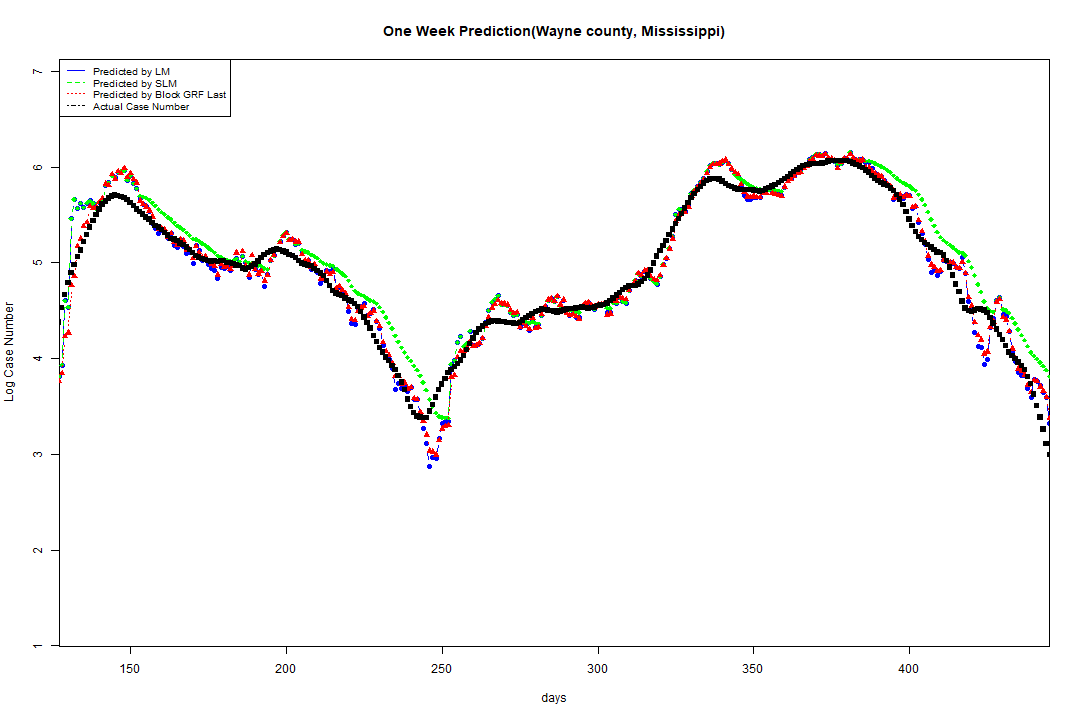 One Week Prediction(Wayne county, Mississippi)
Predicted by LM
Predicted by SLM
Predicted by Block GRF Last
Actual Case Number
7
6
5
4
3
2
1
Log Case Number
150 200 250 300 350 400
days